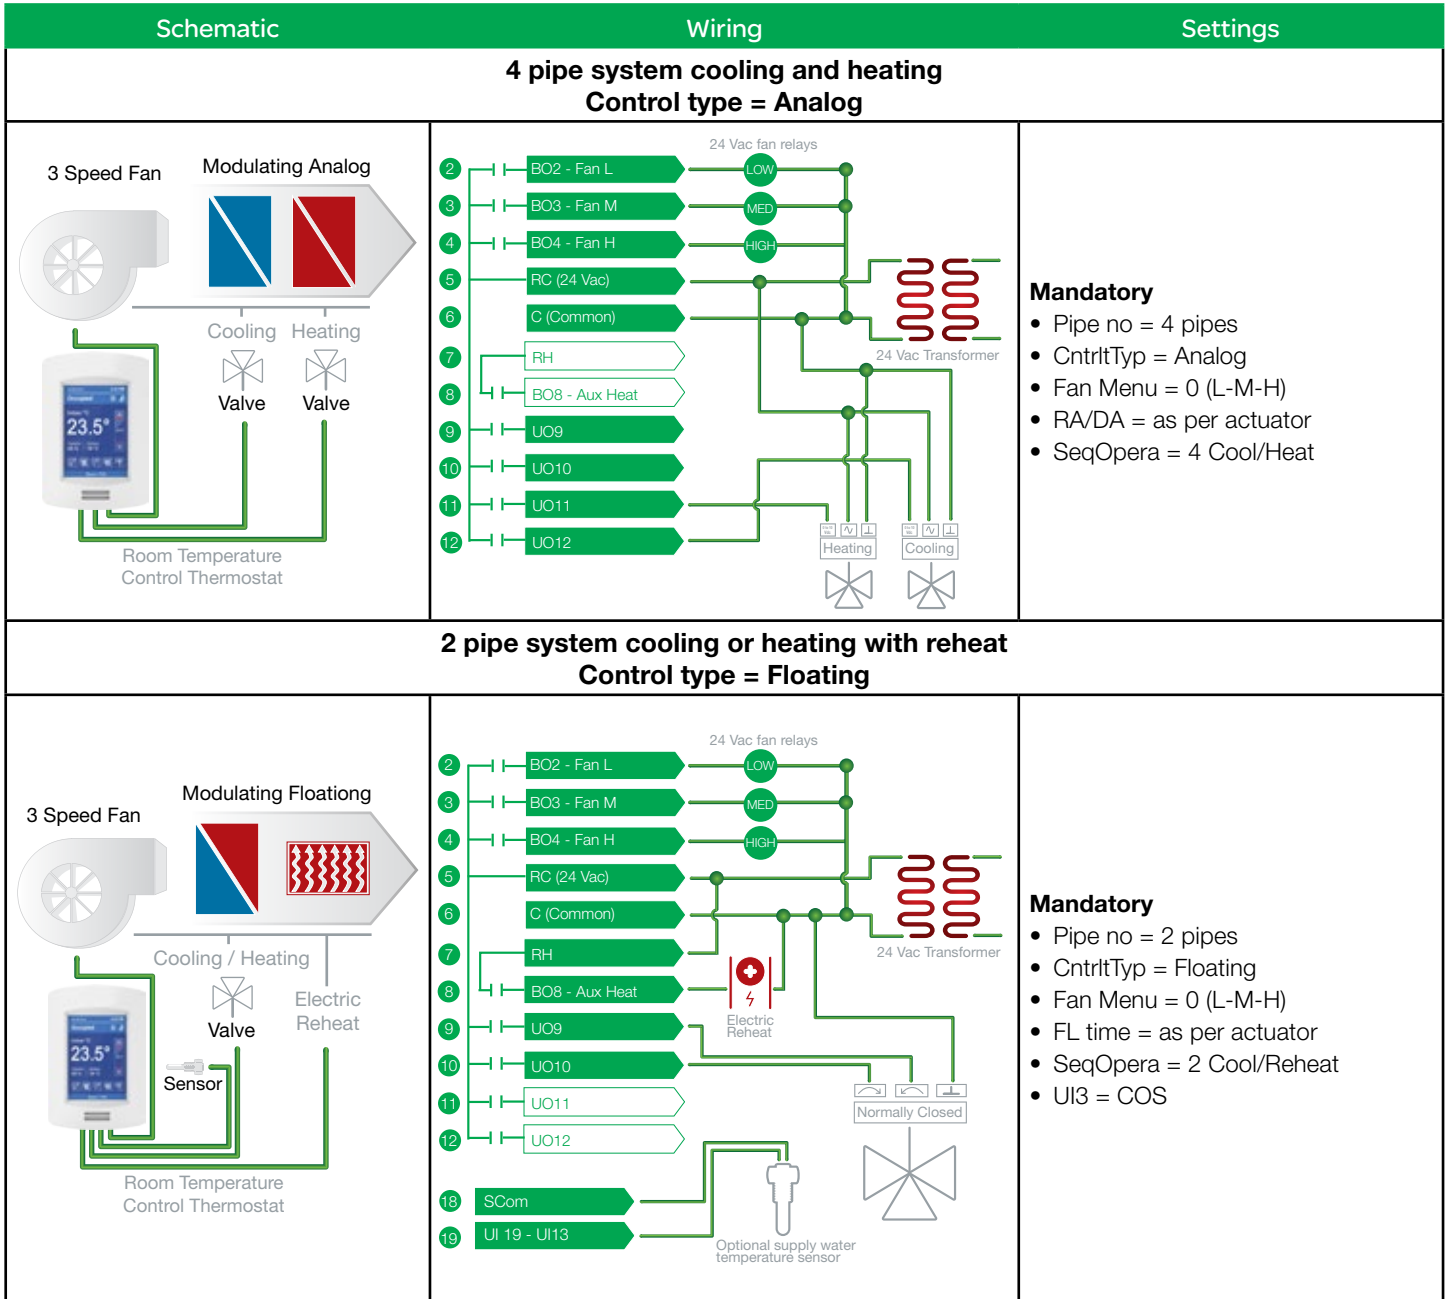 Schematic
Wiring
Settings
4 pipe system cooling and heating
Control type = Analog
3 Speed Fan
Modulating Analog
Cooling
Heating
Valve
Valve
23.5°
Room Temperature
Control Thermostat
24 Vac fan relays
2 BO2 - Fan L
LOW
3 BO3 - Fan M
MED
4 BO4 - Fan H
HIGH
5 RC (24 Vac)
6 C (Common)
24 Vac Transformer
7 RH
8 BO8 - Aux Heat
9 UO9
10 UO10
11 UO11
12 UO12
Heating
Cooling
Mandatory
• Pipe no = 4 pipes
• CntrltTyp = Analog
• Fan Menu = 0 (L-M-H)
• RA/DA = as per actuator
• SeqOpera = 4 Cool/Heat
2 pipe system cooling or heating with reheat
Control type = Floating
3 Speed Fan
Modulating Floationg
Cooling / Heating
Valve
Electric
Reheat
Sensor
23.5°
Room Temperature
Control Thermostat
24 Vac fan relays
2 BO2 - Fan L
LOW
3 BO3 - Fan M
MED
4 BO4 - Fan H
HIGH
5 RC (24 Vac)
6 C (Common)
24 Vac Transformer
7 RH
8 BO8 - Aux Heat
Electric
Reheat
9 UO9
10 UO10
11 UO11
12 UO12
Normally Closed
18 SCom
19 UI 19 - UI13
Optional supply water
temperature sensor
Mandatory
• Pipe no = 2 pipes
• CntrltTyp = Floating
• Fan Menu = 0 (L-M-H)
• FL time = as per actuator
• SeqOpera = 2 Cool/Reheat
• UI3 = COS